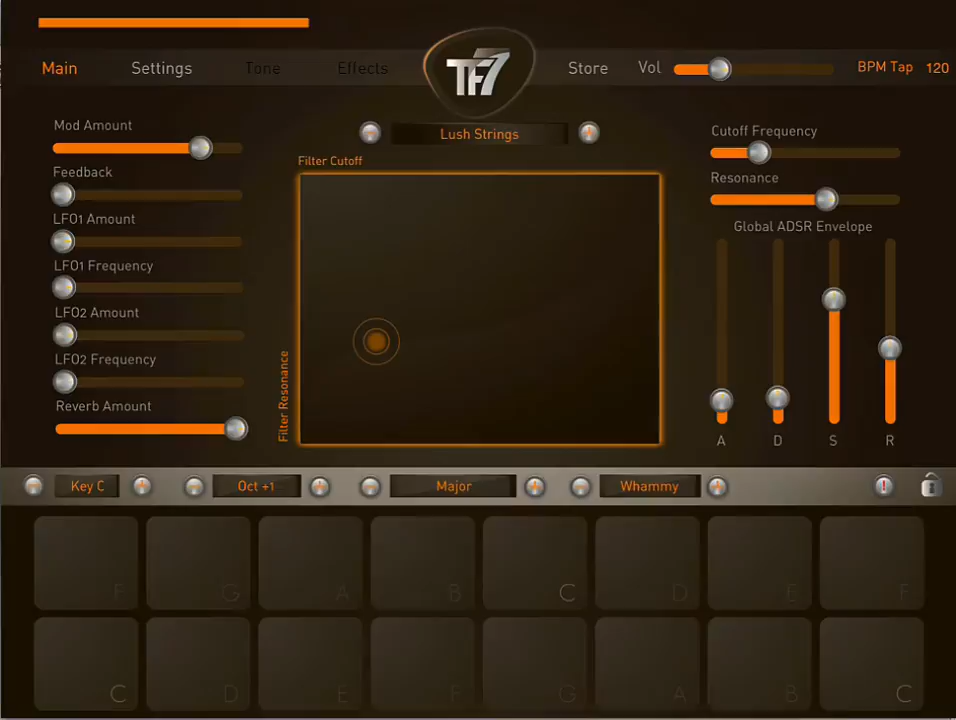 Main Settings Tone Effects TF7 Store Vol BPM Tap 120
Mod Amount
Feedback
LFO1 Amount
LFO1 Frequency
LFO2 Amount
LFO2 Frequency
Reverb Amount
Lush Strings
Filter Cutoff
Filter Resonance
Cutoff Frequency
Resonance
Global ADSR Envelope
A D S R
Key C Oct +1 Major Whammy !
F G A B C D E F
C D E F G A B C